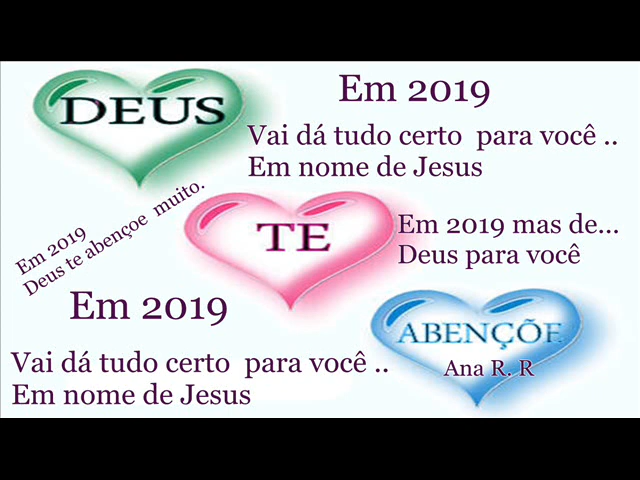 DEUS
Em 2019
Vai dá tudo certo para você ..
Em nome de Jesus
Em 2019
Deus te abençoe muito.
TE
Em 2019 mas de...
Deus para você
Em 2019
ABENÇÕE
Vai dá tudo certo para você ..
Em nome de Jesus
Ana R. R